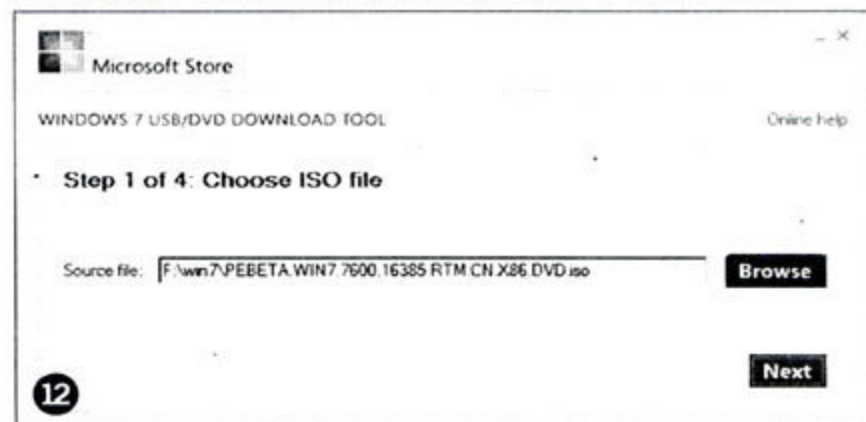 Microsoft Store
WINDOWS 7 USB/DVD DOWNLOAD TOOL
Online help
Step 1 of 4: Choose ISO file
Source file: F:\win7\PEBETA.WIN7.7600.16385.RTM.CN.X86.DVD.iso
Browse
Next
12